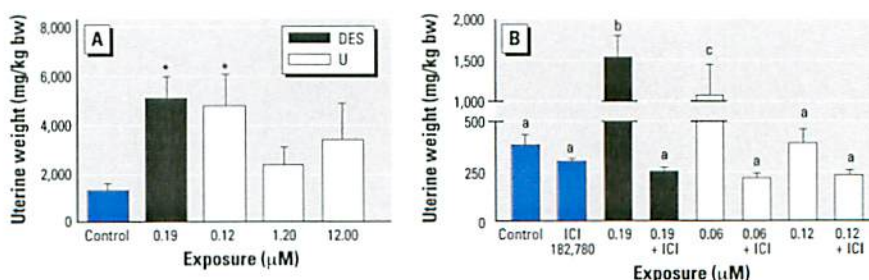 A
DES
U
Uterine weight (mg/kg bw)
8,000
6,000
4,000
2,000
0
* *
Control 0.19 0.12 1.20 12.00
Exposure (µM)
B
Uterine weight (mg/kg bw)
2,000
1,500
1,000
500
250
0
a a b a c a a a
Control ICI 0.19 0.19 0.06 0.06 0.12 0.12
182,780 + ICI + ICI + ICI
Exposure (µM)